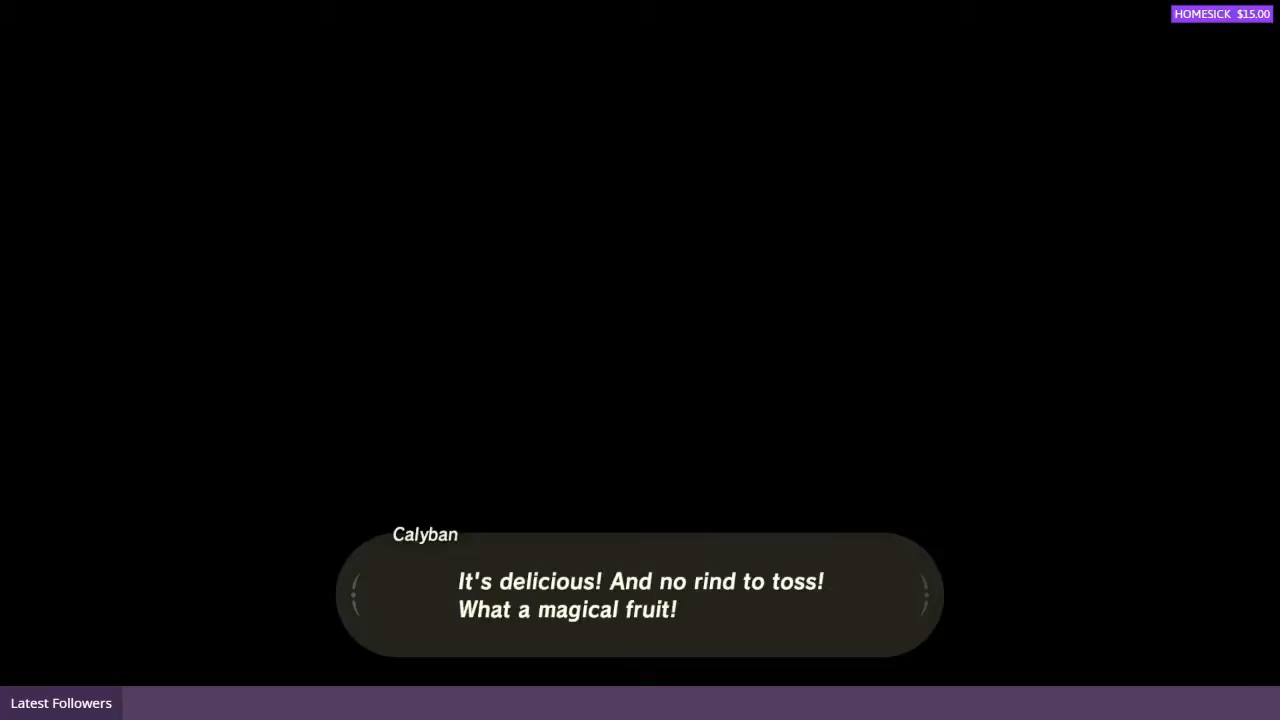 HOMESICK $15.00
Calyban
It's delicious! And no rind to toss!
What a magical fruit!
Latest Followers